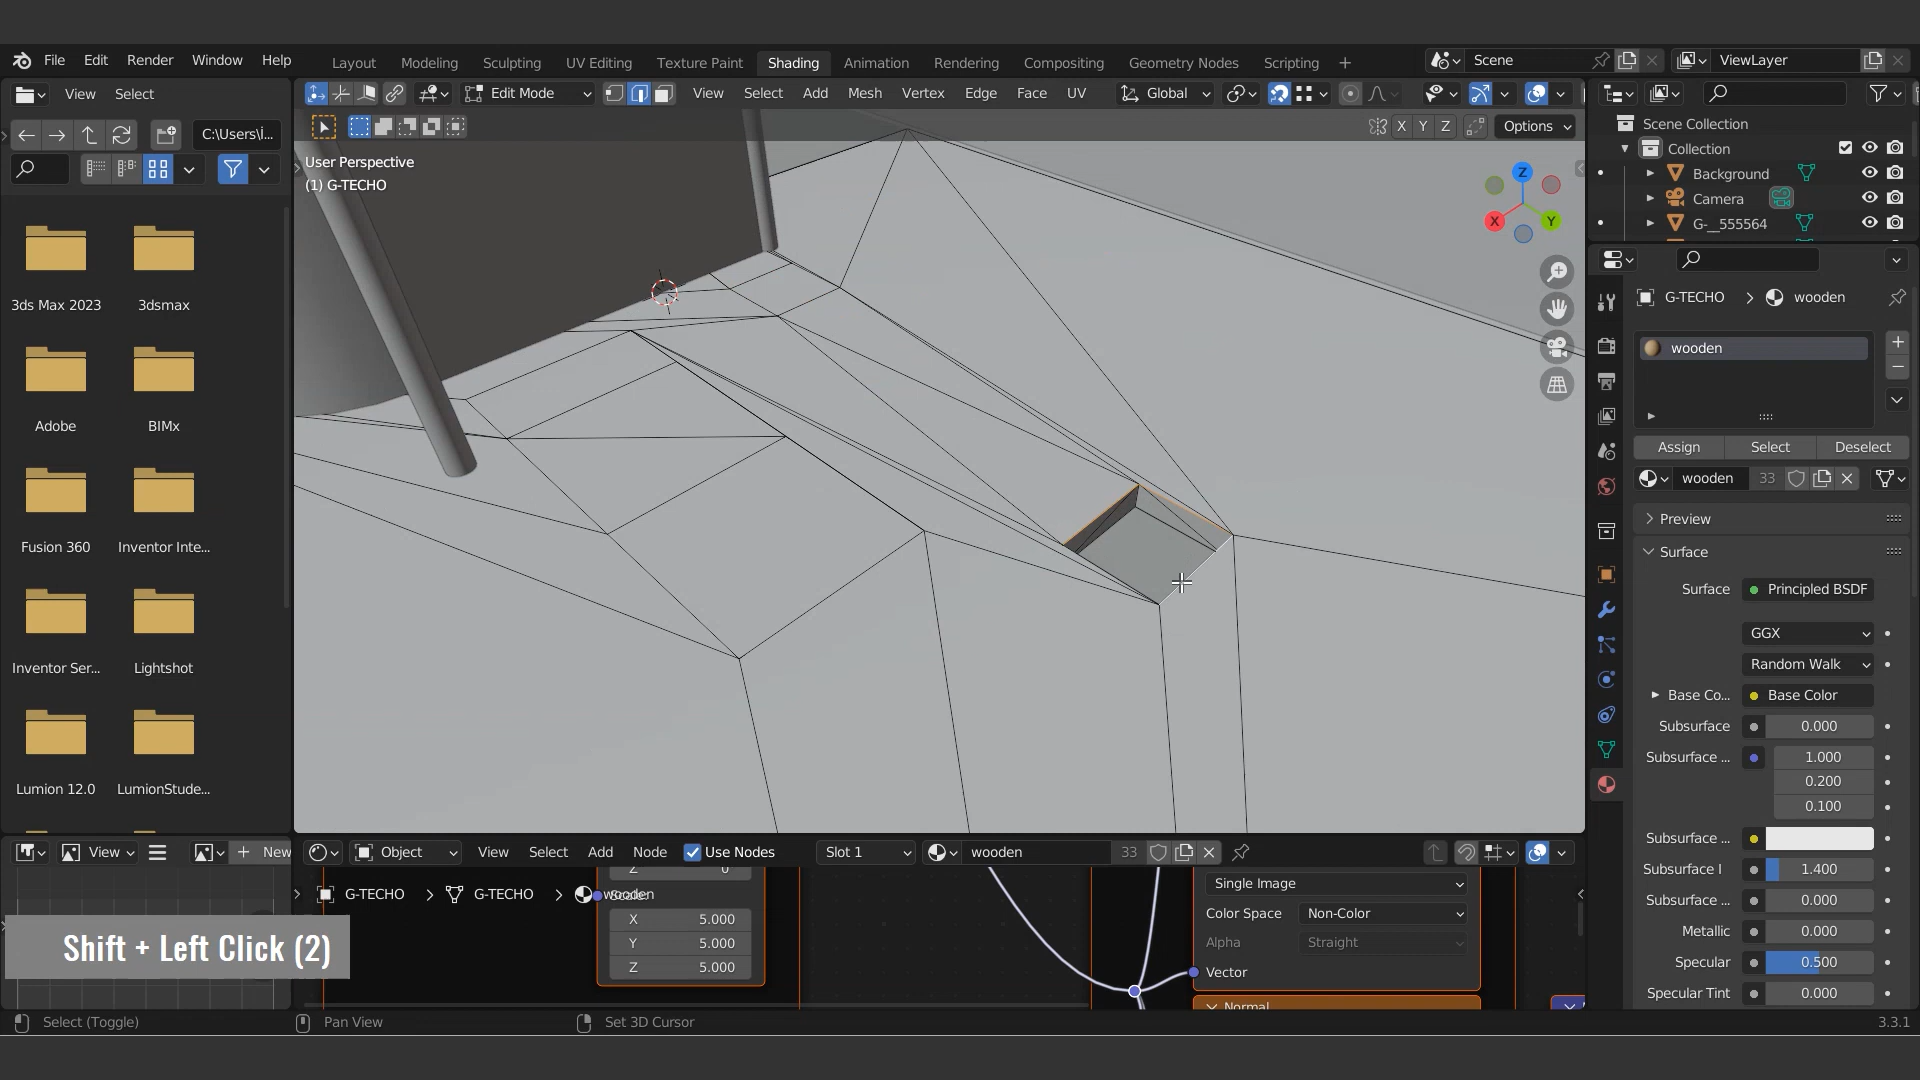 File Edit Render Window Help
Layout Modeling Sculpting UV Editing Texture Paint Shading Animation Rendering Compositing Geometry Nodes Scripting
Scene
ViewLayer
View Select
Edit Mode
View Select Add Mesh Vertex Edge Face UV
Global
C:\Users\İ...
X Y Z
Options
User Perspective
(1) G-TECHO
Z
X
Y
3ds Max 2023
3dsmax
Adobe
BIMx
Fusion 360
Inventor Inte...
Inventor Ser...
Lightshot
Lumion 12.0
LumionStude...
Scene Collection
Collection
Background
Camera
G-__555564
G-TECHO > wooden
wooden
Assign Select Deselect
wooden 33
Preview
Surface
Surface Principled BSDF
GGX
Random Walk
Base Co... Base Color
Subsurface 0.000
Subsurface ... 1.000
0.200
0.100
Subsurface ...
Subsurface I 1.400
Subsurface ... 0.000
Metallic 0.000
Specular 0.500
Specular Tint 0.000
View
New
Object
View Select Add Node Use Nodes
Slot 1
wooden 33
G-TECHO > G-TECHO > wooden
Z 0
X 5.000
Y 5.000
Z 5.000
Single Image
Color Space Non-Color
Alpha Straight
Vector
Normal
Shift + Left Click (2)
Select (Toggle)
Pan View
Set 3D Cursor
3.3.1